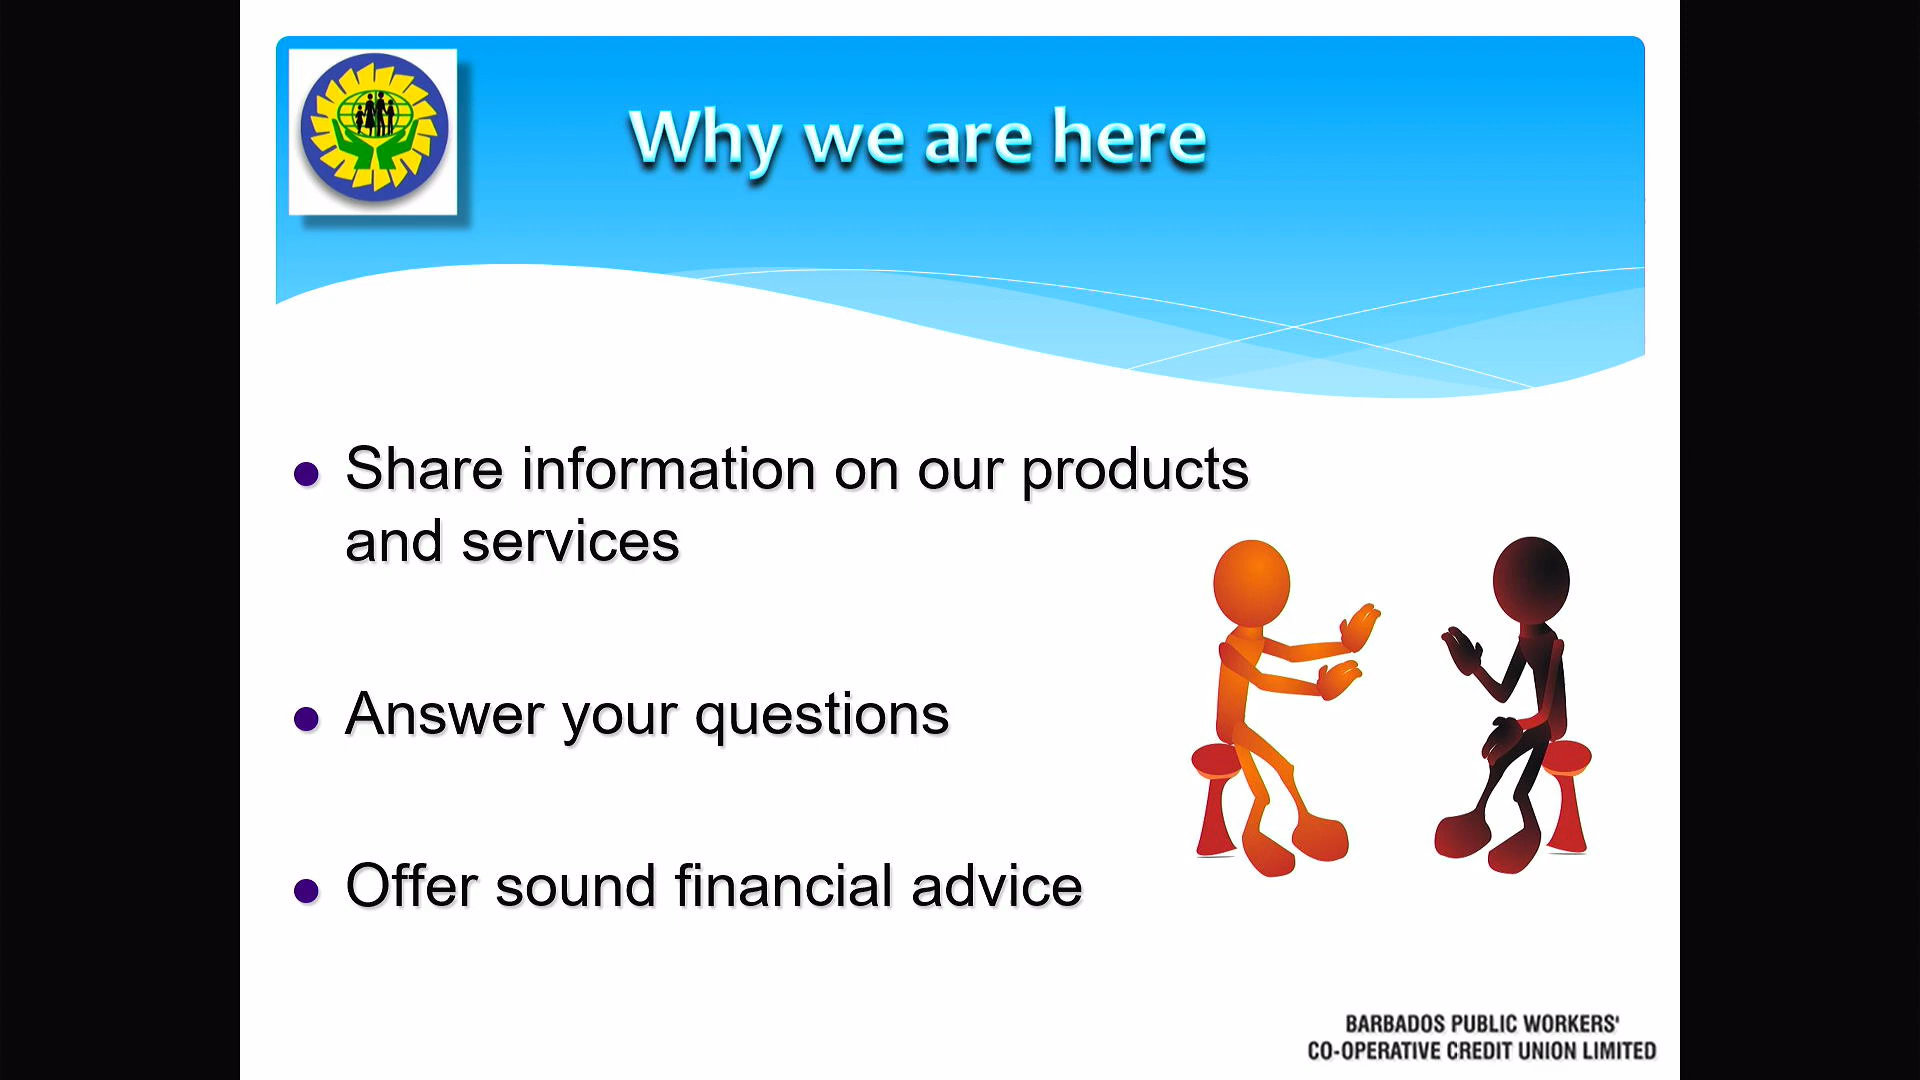 Why we are here
● Share information on our products
and services
● Answer your questions
● Offer sound financial advice
BARBADOS PUBLIC WORKERS'
CO-OPERATIVE CREDIT UNION LIMITED